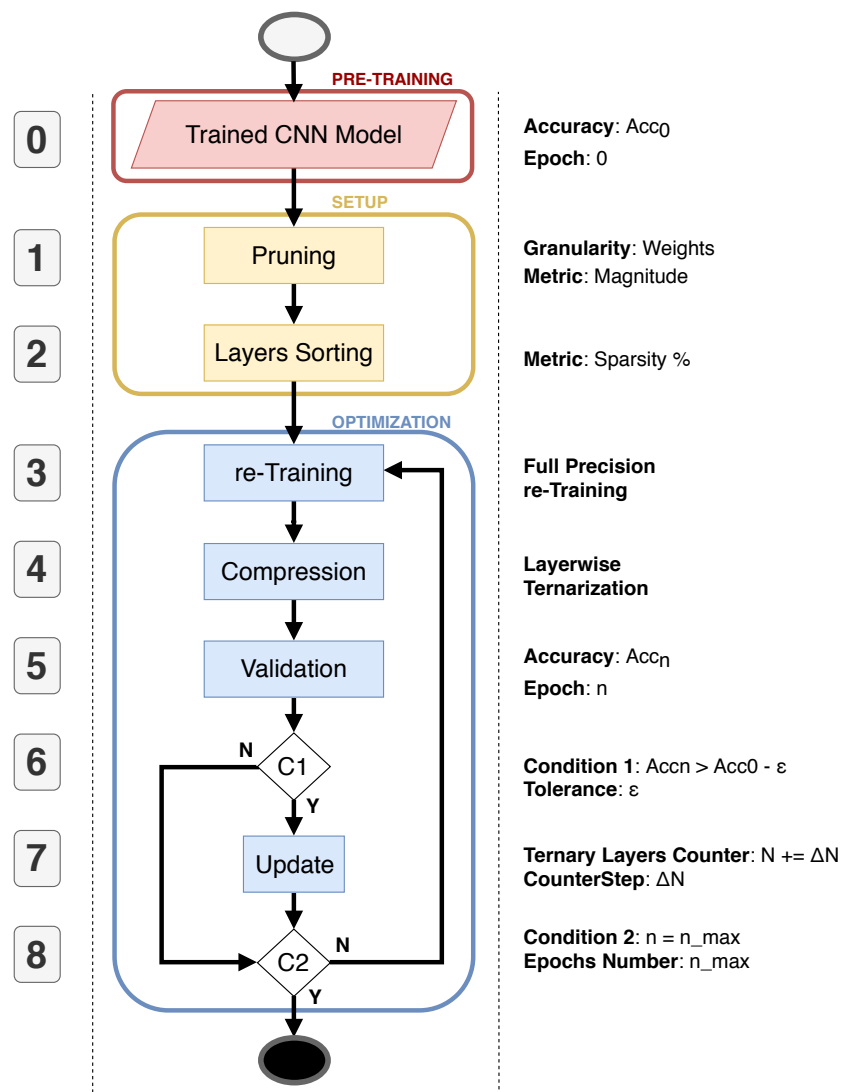 PRE-TRAINING
0
Trained CNN Model
Accuracy: Acc0
Epoch: 0
SETUP
1
Pruning
Granularity: Weights
Metric: Magnitude
2
Layers Sorting
Metric: Sparsity %
OPTIMIZATION
3
re-Training
Full Precision
re-Training
4
Compression
Layerwise
Ternarization
5
Validation
Accuracy: Accn
Epoch: n
6
N
C1
Y
Condition 1: Accn > Acc0 - ε
Tolerance: ε
7
Update
Ternary Layers Counter: N += ΔN
CounterStep: ΔN
8
C2
N
Y
Condition 2: n = n_max
Epochs Number: n_max